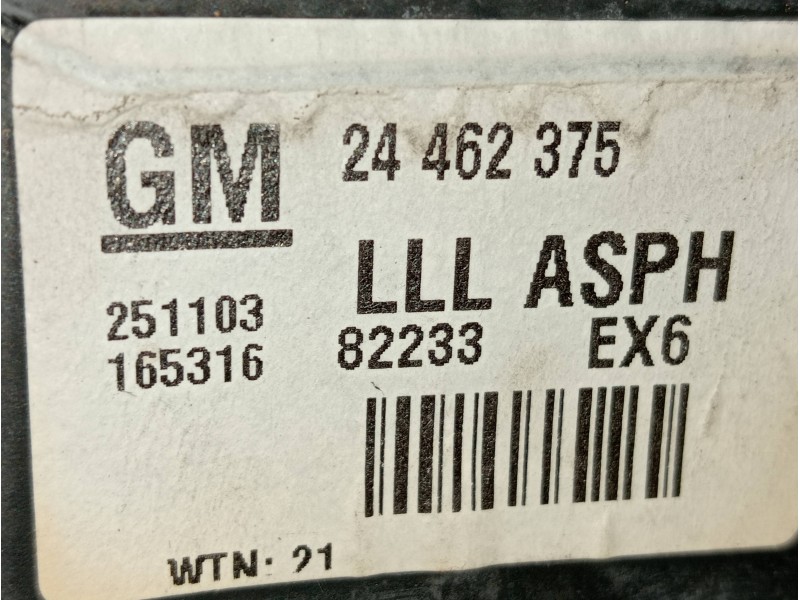 GM 24 462 375
LLL ASPH
251103
165316 82233 EX6
WTN: 21